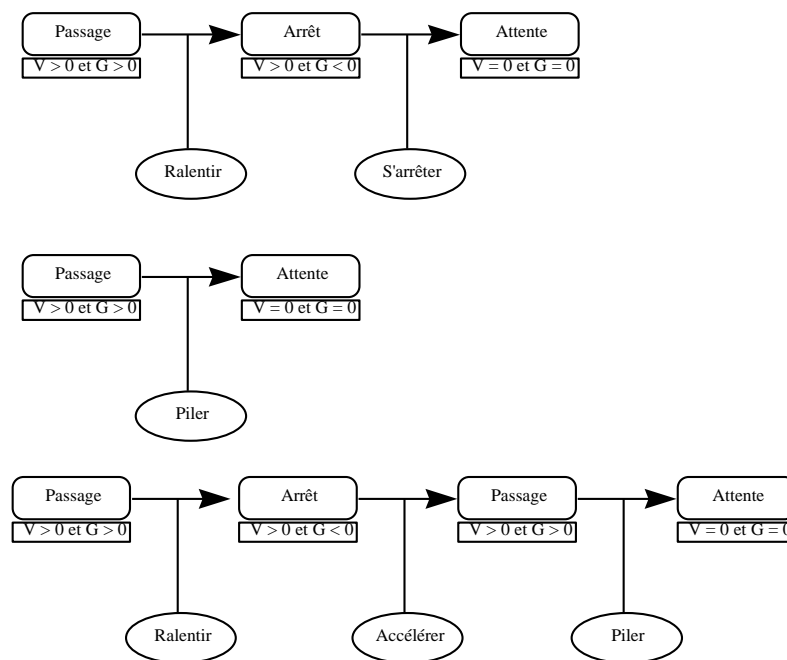 Passage Arrêt Attente
V > 0 et G > 0 V > 0 et G < 0 V = 0 et G = 0
Ralentir S'arrêter
Passage Attente
V > 0 et G > 0 V = 0 et G = 0
Piler
Passage Arrêt Passage Attente
V > 0 et G > 0 V > 0 et G < 0 V > 0 et G > 0 V = 0 et G = 0
Ralentir Accélérer Piler